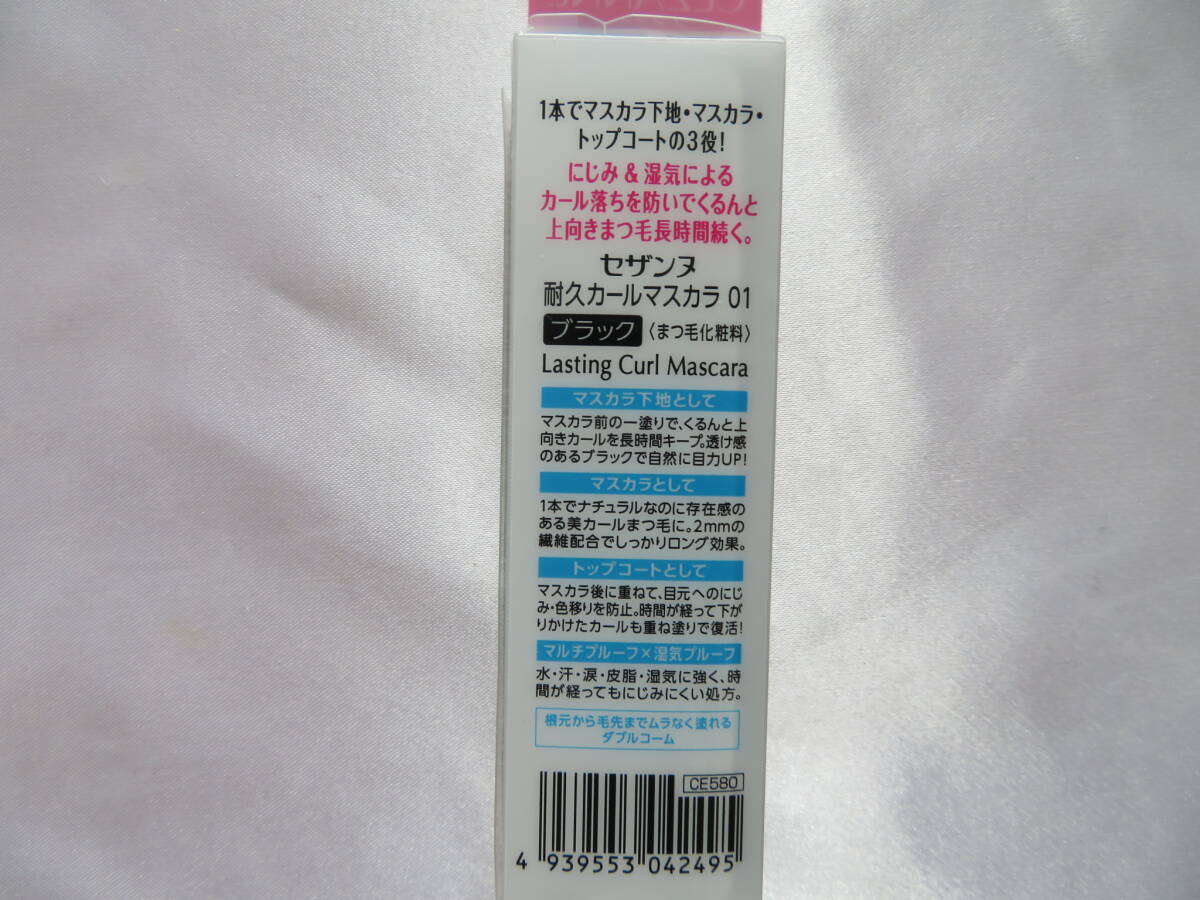 CEZANNE
1本でマスカラ下地・マスカラ・
トップコートの3役!
にじみ&湿気による
カール落ちを防いでくるんと
上向きまつ毛長時間続く。
セザンヌ
耐久カールマスカラ 01
ブラック 〈まつ毛化粧料〉
Lasting Curl Mascara
マスカラ下地として
マスカラ前の一塗りで、くるんと上
向きカールを長時間キープ。透け感
のあるブラックで自然に目力UP!
マスカラとして
1本でナチュラルなのに存在感の
ある美カールまつ毛に。2mmの
繊維配合でしっかりロング効果。
トップコートとして
マスカラ後に重ねて、目元へのにじ
み・色移りを防止。時間が経って下が
りかけたカールも重ね塗りで復活!
マルチプルーフ×湿気プルーフ
水・汗・涙・皮脂・湿気に強く、時
間が経ってもにじみにくい処方。
根元から毛先までムラなく塗れる
ダブルコーム
CE580
4 939553 042495